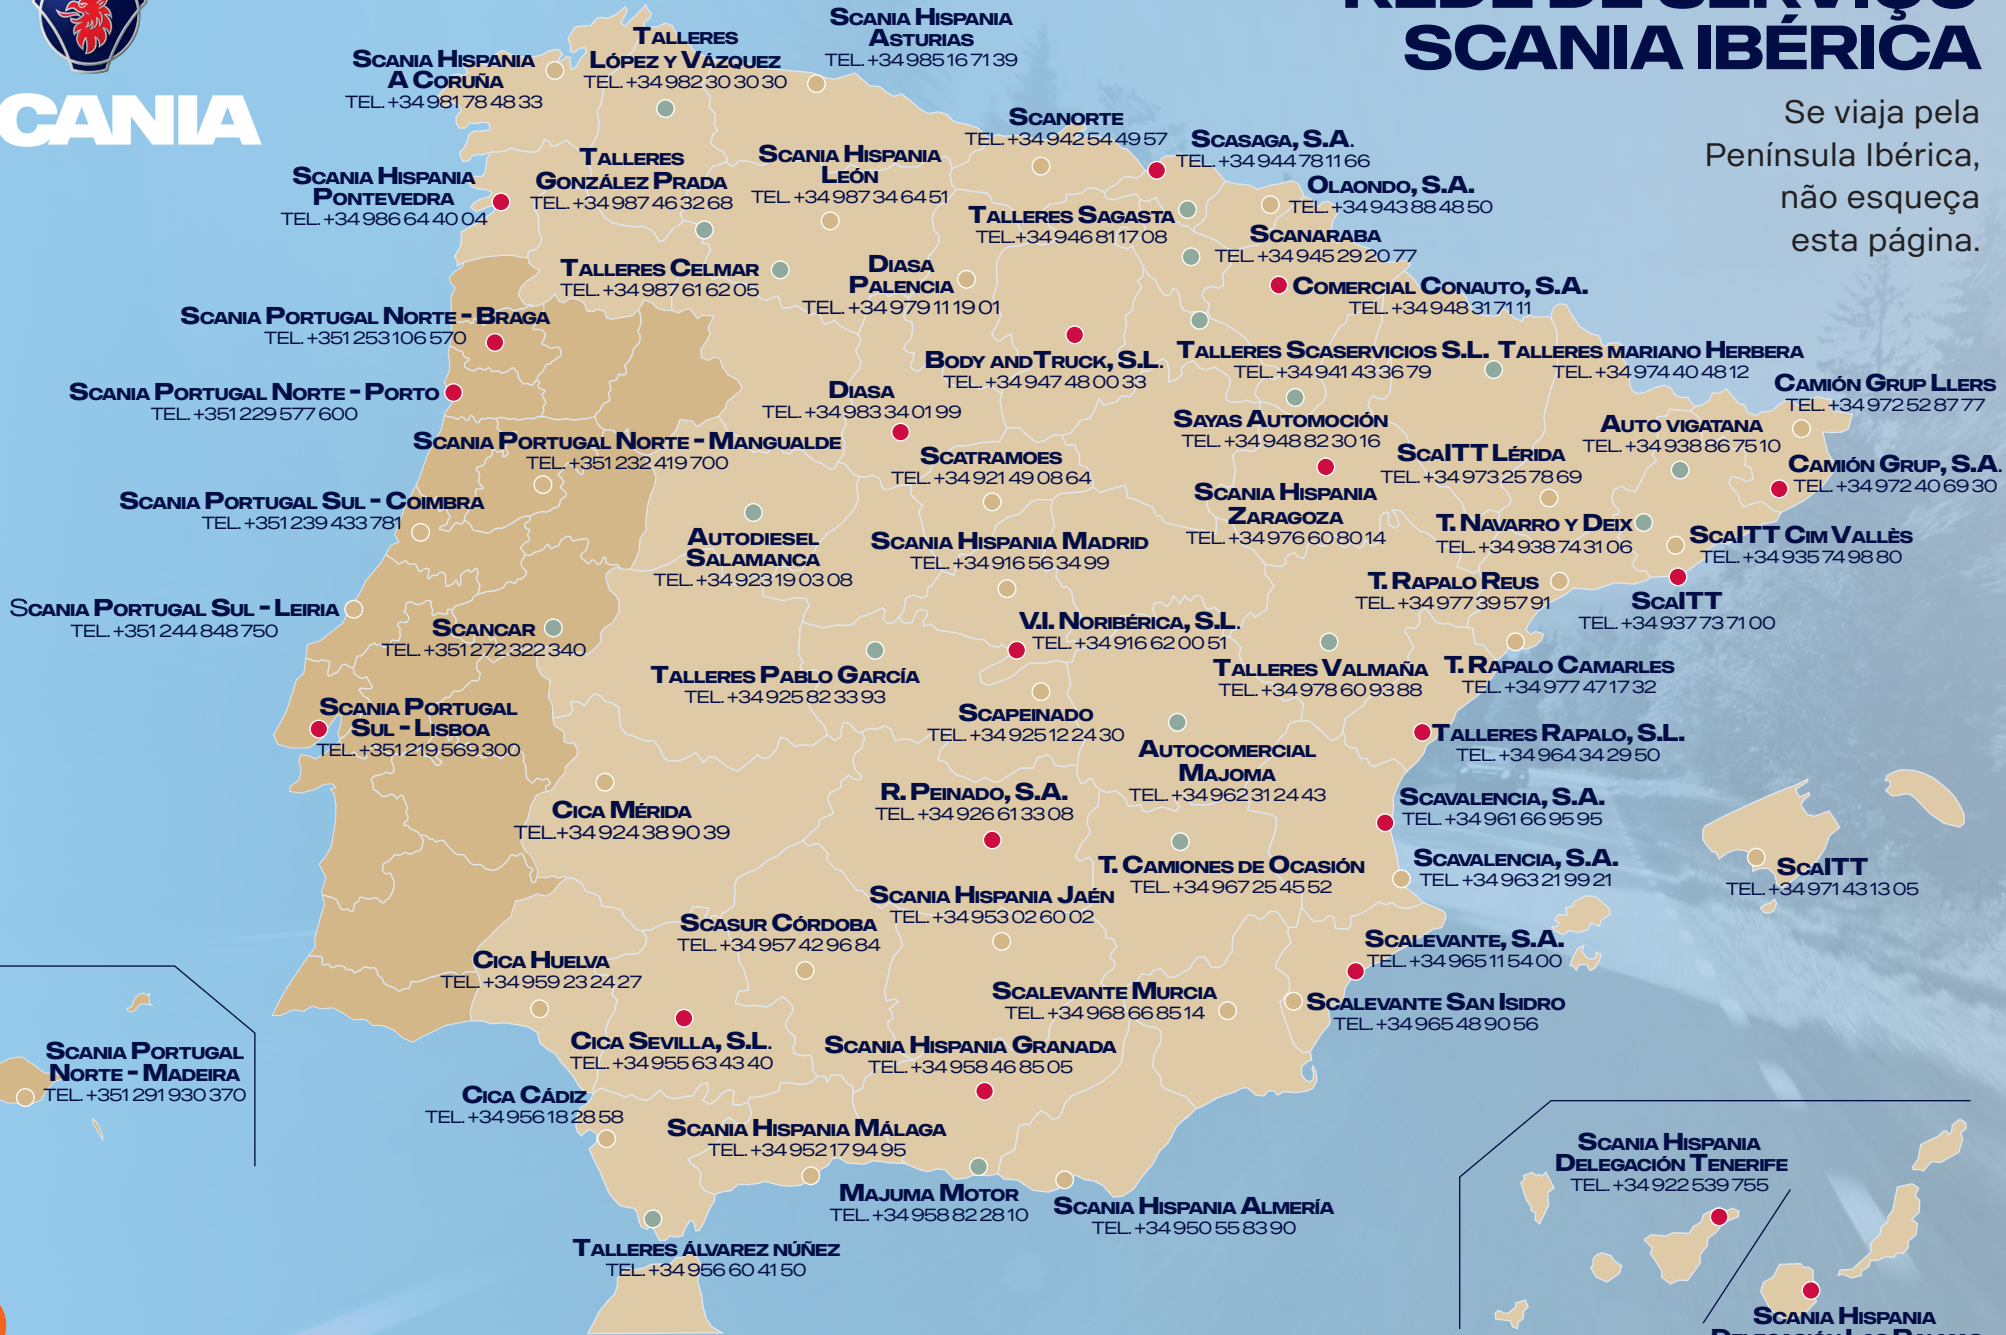 CANIA
REDE DE SERVIÇO
SCANIA IBÉRICA
Se viaja pela
Península Ibérica,
não esqueça
esta página.
SCANIA HISPANIA
ASTURIAS
TEL. +34 985 16 71 39
TALLERES
LÓPEZ Y VÁZQUEZ
TEL. +34 982 30 30 30
SCANIA HISPANIA
A CORUÑA
TEL. +34 981 78 48 33
SCANORTE
TEL. +34 942 54 49 57
SCASAGA, S.A.
TEL. +34 944 78 11 66
TALLERES
GONZÁLEZ PRADA
TEL. +34 987 46 32 68
SCANIA HISPANIA
LEÓN
TEL. +34 987 34 64 51
SCANIA HISPANIA
PONTEVEDRA
TEL. +34 986 64 40 04
OLAONDO, S.A.
TEL. +34 943 88 48 50
TALLERES SAGASTA
TEL.+34 946 81 17 08
SCANARABA
TEL. +34 945 29 20 77
TALLERES CELMAR
TEL. +34 987 61 62 05
DIASA
PALENCIA
TEL. +34 979 11 19 01
COMERCIAL CONAUTO, S.A.
TEL. +34 948 31 71 11
SCANIA PORTUGAL NORTE - BRAGA
TEL. +351 253 106 570
BODY AND TRUCK, S.L.
TEL. +34 947 48 00 33
TALLERES SCASERVICIOS S.L.
TEL. +34 941 43 36 79
TALLERES MARIANO HERBERA
TEL. +34 974 40 48 12
SCANIA PORTUGAL NORTE - PORTO
TEL. +351 229 577 600
DIASA
TEL. +34 983 34 01 99
CAMIÓN GRUP LLERS
TEL. +34 972 52 87 77
SAYAS AUTOMOCIÓN
TEL. +34 948 82 30 16
AUTO VIGATANA
TEL. +34 938 86 75 10
SCANIA PORTUGAL NORTE - MANGUALDE
TEL. +351 232 419 700
SCATRAMOES
TEL. +34 921 49 08 64
SCAITT LÉRIDA
TEL. +34 973 25 78 69
CAMIÓN GRUP, S.A.
TEL. +34 972 40 69 30
SCANIA PORTUGAL SUL - COIMBRA
TEL. +351 239 433 781
SCANIA HISPANIA
ZARAGOZA
TEL. +34 976 60 80 14
T. NAVARRO Y DEIX
TEL. +34 938 74 31 06
AUTODIESEL
SALAMANCA
TEL. +34 923 19 03 08
SCANIA HISPANIA MADRID
TEL. +34 916 56 34 99
SCAITT CIM VALLÈS
TEL. +34 935 74 98 80
T. RAPALO REUS
TEL. +34 977 39 57 91
SCAITT
TEL. +34 937 73 71 00
SCANIA PORTUGAL SUL - LEIRIA
TEL. +351 244 848 750
SCANCAR
TEL. +351 272 322 340
V.I. NORIBÉRICA, S.L.
TEL. +34 916 62 00 51
TALLERES PABLO GARCÍA
TEL. +34 925 82 33 93
TALLERES VALMAÑA
TEL. +34 978 60 93 88
T. RAPALO CAMARLES
TEL. +34 977 47 17 32
SCANIA PORTUGAL
SUL - LISBOA
TEL. +351 219 569 300
SCAPEINADO
TEL. +34 925 12 24 30
TALLERES RAPALO, S.L.
TEL. +34 964 34 29 50
AUTOCOMERCIAL
MAJOMA
TEL. +34 962 31 24 43
CICA MÉRIDA
TEL.+34 924 38 90 39
R. PEINADO, S.A.
TEL. +34 926 61 33 08
SCAVALENCIA, S.A.
TEL. +34 961 66 95 95
T. CAMIONES DE OCASIÓN
TEL. +34 967 25 45 52
SCAVALENCIA, S.A.
TEL. +34 963 21 99 21
SCAITT
TEL. +34 971 43 13 05
SCANIA HISPANIA JAÉN
TEL. +34 953 02 60 02
SCASUR CÓRDOBA
TEL. +34 957 42 96 84
SCALEVANTE, S.A.
TEL. +34 965 11 54 00
CICA HUELVA
TEL. +34 959 23 24 27
SCALEVANTE MURCIA
TEL. +34 968 66 85 14
SCALEVANTE SAN ISIDRO
TEL. +34 965 48 90 56
CICA SEVILLA, S.L.
TEL. +34 955 63 43 40
SCANIA HISPANIA GRANADA
TEL. +34 958 46 85 05
SCANIA PORTUGAL
NORTE - MADEIRA
TEL. +351 291 930 370
CICA CÁDIZ
TEL. +34 956 18 28 58
SCANIA HISPANIA MÁLAGA
TEL. +34 952 17 94 95
MAJUMA MOTOR
TEL. +34 958 82 28 10
SCANIA HISPANIA ALMERÍA
TEL. +34 950 55 83 90
SCANIA HISPANIA
DELEGACIÓN TENERIFE
TEL. +34 922 539 755
TALLERES ÁLVAREZ NÚÑEZ
TEL. +34 956 60 41 50
SCANIA HISPANIA